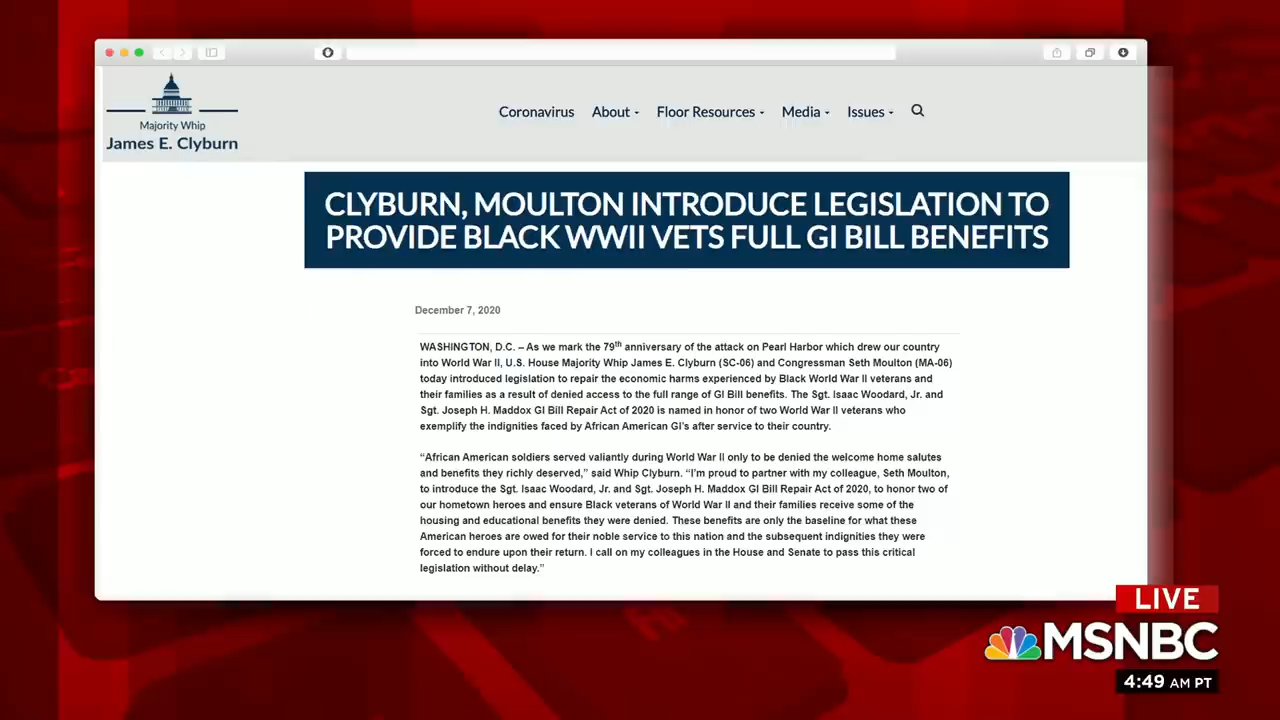 Majority Whip
James E. Clyburn
Coronavirus About Floor Resources Media Issues
CLYBURN, MOULTON INTRODUCE LEGISLATION TO
PROVIDE BLACK WWII VETS FULL GI BILL BENEFITS
December 7, 2020
WASHINGTON, D.C. – As we mark the 79th anniversary of the attack on Pearl Harbor which drew our country
into World War II, U.S. House Majority Whip James E. Clyburn (SC-06) and Congressman Seth Moulton (MA-06)
today introduced legislation to repair the economic harms experienced by Black World War II veterans and
their families as a result of denied access to the full range of GI Bill benefits. The Sgt. Isaac Woodard, Jr. and
Sgt. Joseph H. Maddox GI Bill Repair Act of 2020 is named in honor of two World War II veterans who
exemplify the indignities faced by African American GI's after service to their country.
“African American soldiers served valiantly during World War II only to be denied the welcome home salutes
and benefits they richly deserved,” said Whip Clyburn. “I'm proud to partner with my colleague, Seth Moulton,
to introduce the Sgt. Isaac Woodard, Jr. and Sgt. Joseph H. Maddox GI Bill Repair Act of 2020, to honor two of
our hometown heroes and ensure Black veterans of World War II and their families receive some of the
housing and educational benefits they were denied. These benefits are only the baseline for what these
American heroes are owed for their noble service to this nation and the subsequent indignities they were
forced to endure upon their return. I call on my colleagues in the House and Senate to pass this critical
legislation without delay.”
LIVE
MSNBC
4:49 AM PT